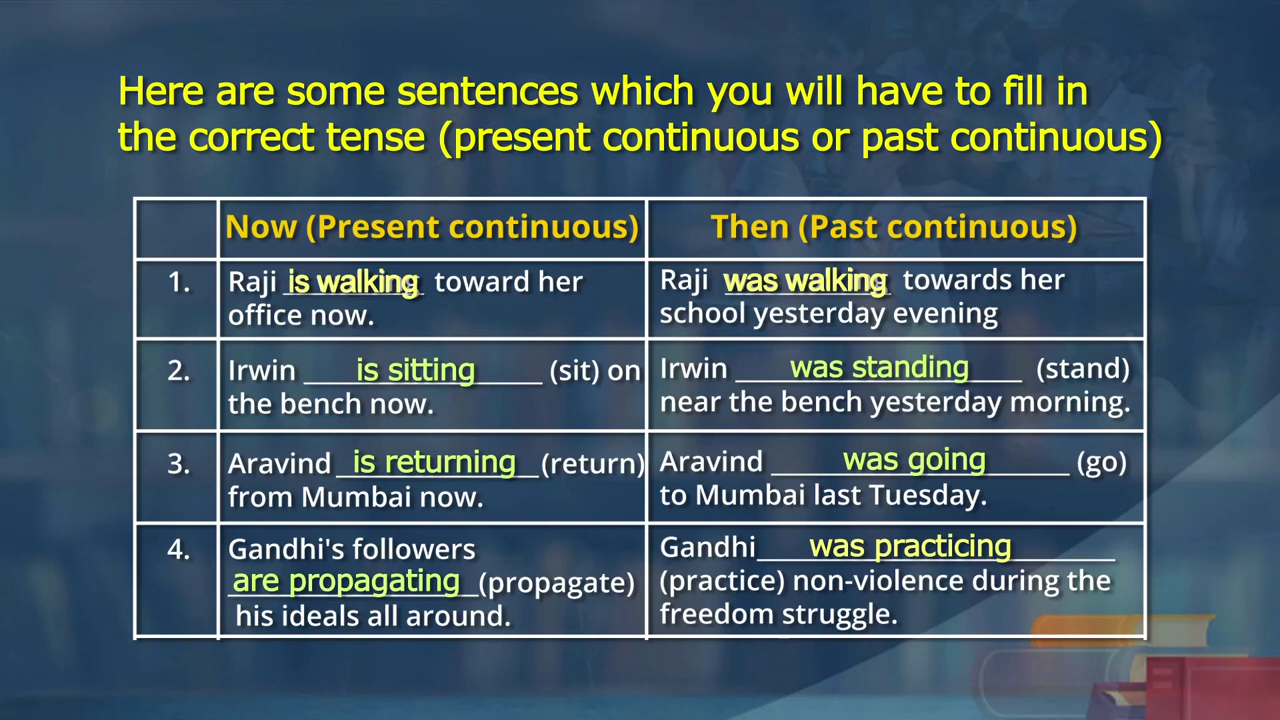 Here are some sentences which you will have to fill in
the correct tense (present continuous or past continuous)
Now (Present continuous)
Then (Past continuous)
1.
Raji is walking toward her
office now.
Raji was walking towards her
school yesterday evening
2.
Irwin is sitting (sit) on
the bench now.
Irwin was standing (stand)
near the bench yesterday morning.
3.
Aravind is returning (return)
from Mumbai now.
Aravind was going (go)
to Mumbai last Tuesday.
4.
Gandhi's followers
are propagating (propagate)
his ideals all around.
Gandhi was practicing
(practice) non-violence during the
freedom struggle.